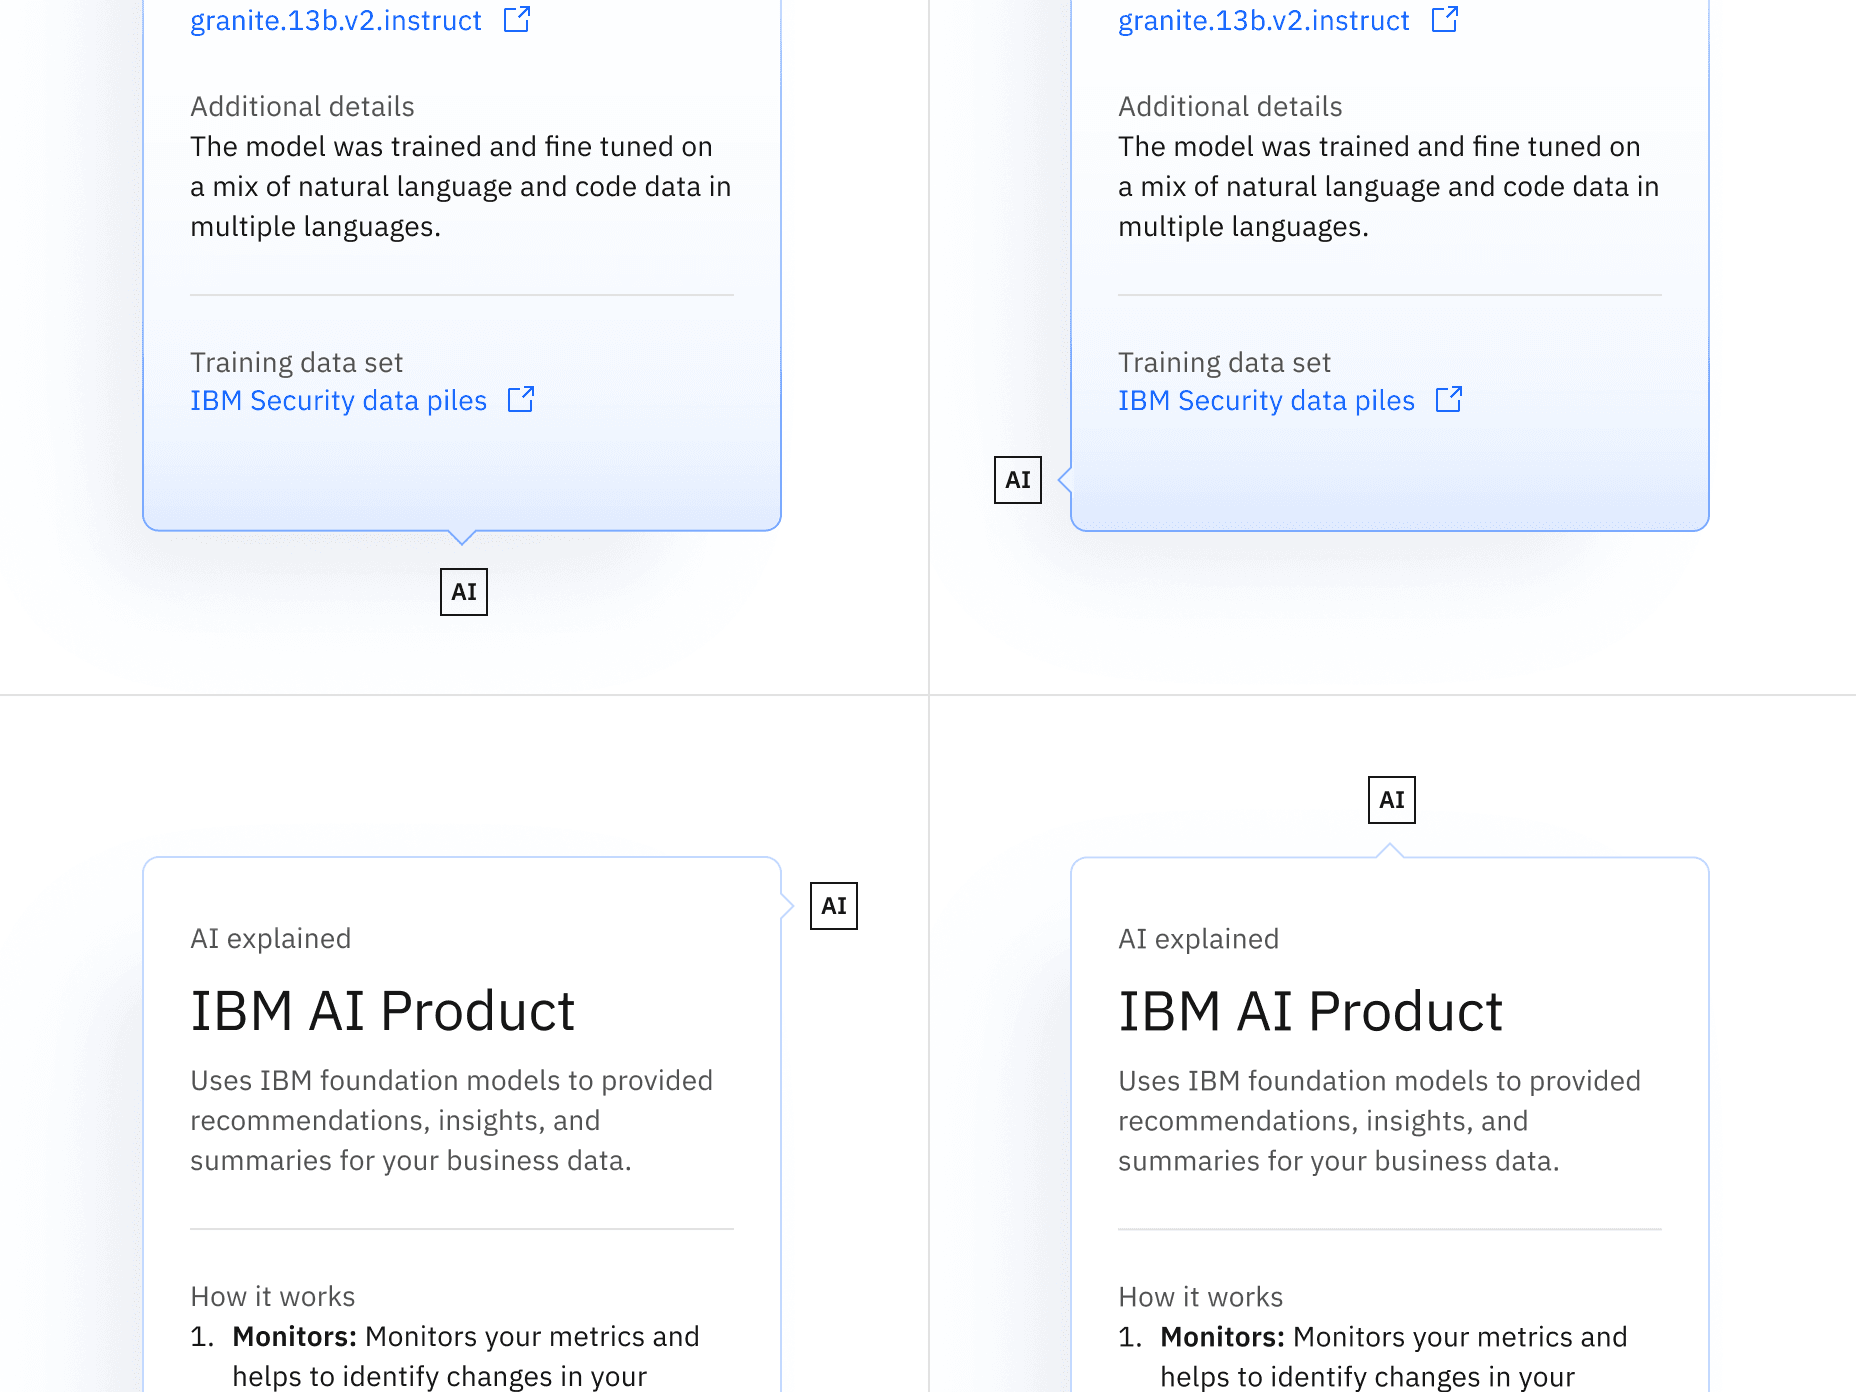 granite.13b.v2.instruct
Additional details
The model was trained and fine tuned on
a mix of natural language and code data in
multiple languages.
Training data set
IBM Security data piles
AI
granite.13b.v2.instruct
Additional details
The model was trained and fine tuned on
a mix of natural language and code data in
multiple languages.
Training data set
IBM Security data piles
AI
AI
AI explained
IBM AI Product
Uses IBM foundation models to provided
recommendations, insights, and
summaries for your business data.
How it works
1. Monitors: Monitors your metrics and
helps to identify changes in your
AI
AI explained
IBM AI Product
Uses IBM foundation models to provided
recommendations, insights, and
summaries for your business data.
How it works
1. Monitors: Monitors your metrics and
helps to identify changes in your